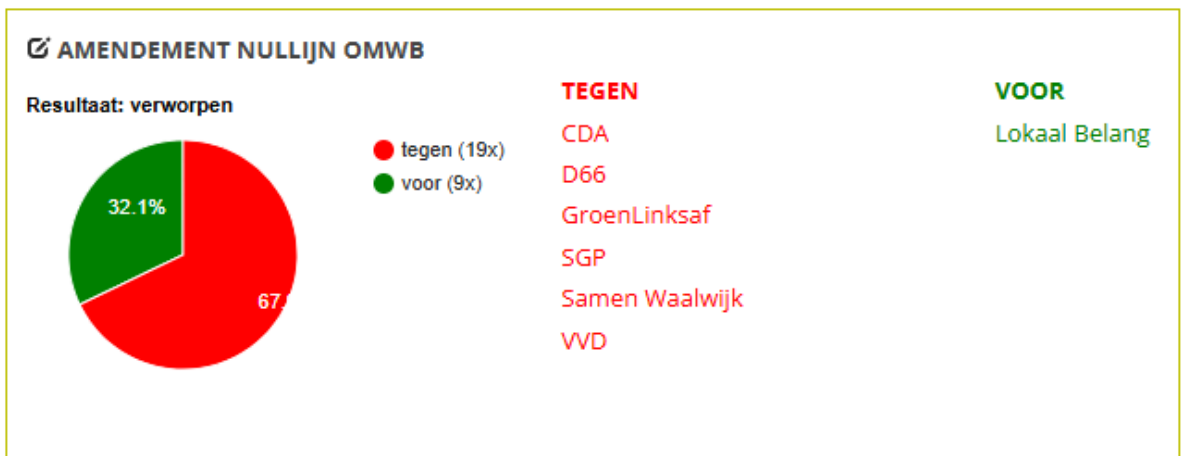 AMENDEMENT NULLIJN OMWB
Resultaat: verworpen
tegen (19x)
voor (9x)
32.1%
67.
TEGEN
CDA
D66
GroenLinksaf
SGP
Samen Waalwijk
VVD
VOOR
Lokaal Belang